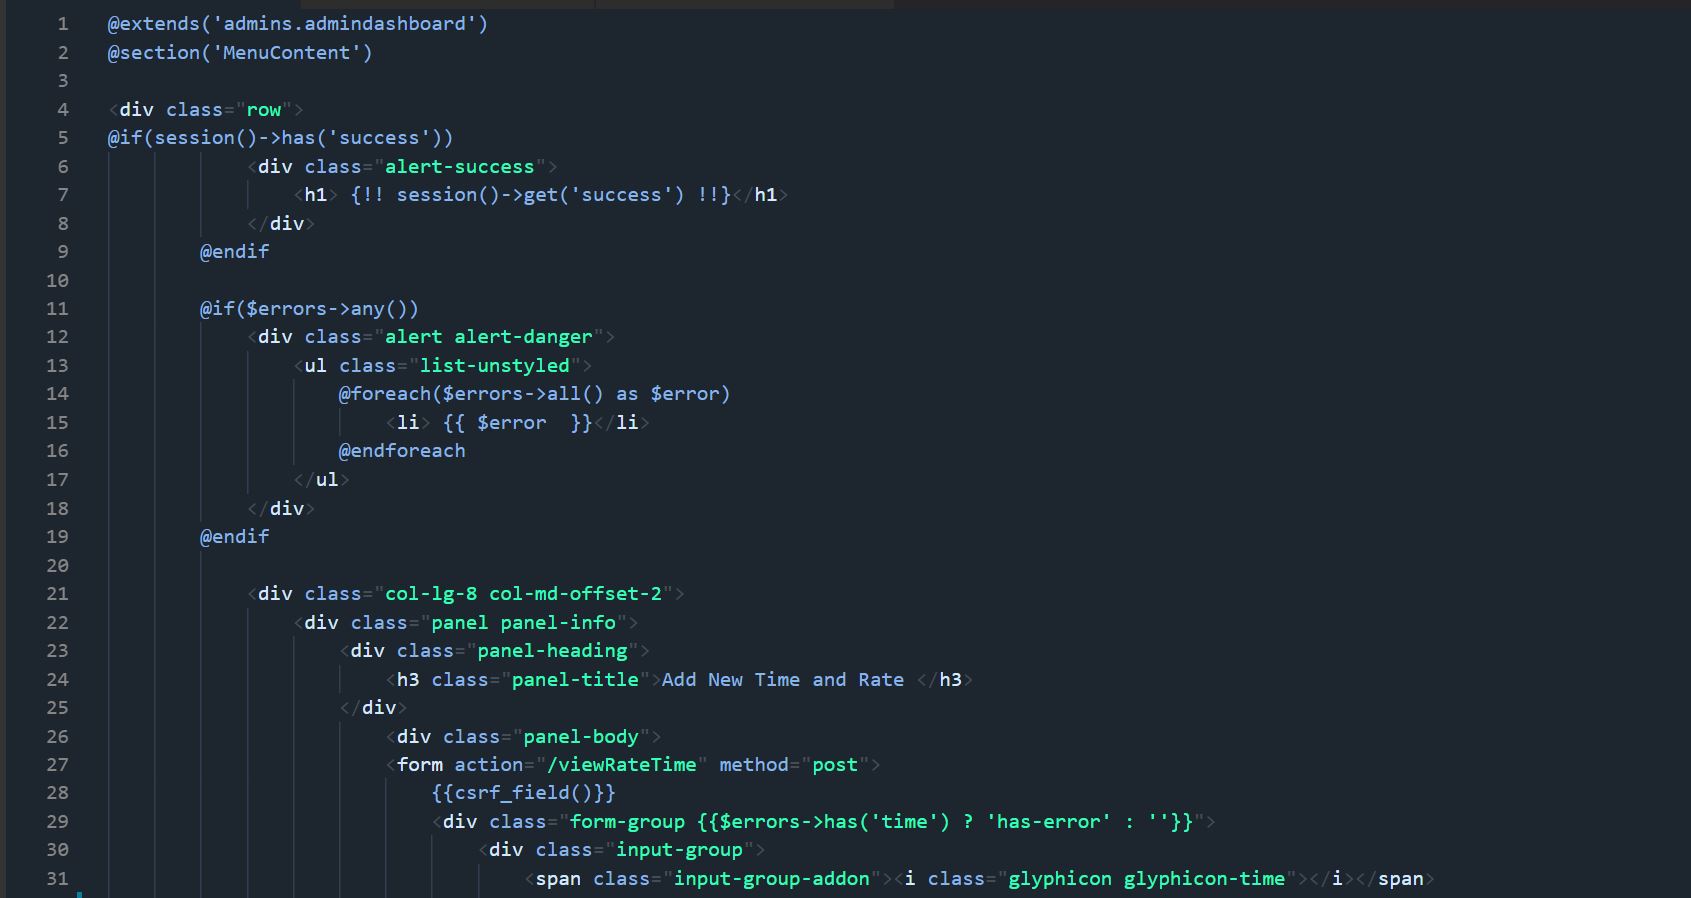 1 @extends('admins.admindashboard')
2 @section('MenuContent')
3
4 <div class="row">
5 @if(session()->has('success'))
6 <div class="alert-success">
7 <h1> {!! session()->get('success') !!}</h1>
8 </div>
9 @endif
10
11 @if($errors->any())
12 <div class="alert alert-danger">
13 <ul class="list-unstyled">
14 @foreach($errors->all() as $error)
15 <li> {{ $error  }}</li>
16 @endforeach
17 </ul>
18 </div>
19 @endif
20
21 <div class="col-lg-8 col-md-offset-2">
22 <div class="panel panel-info">
23 <div class="panel-heading">
24 <h3 class="panel-title">Add New Time and Rate </h3>
25 </div>
26 <div class="panel-body">
27 <form action="/viewRateTime" method="post">
28 {{csrf_field()}}
29 <div class="form-group {{$errors->has('time') ? 'has-error' : ''}}">
30 <div class="input-group">
31 <span class="input-group-addon"><i class="glyphicon glyphicon-time"></i></span>